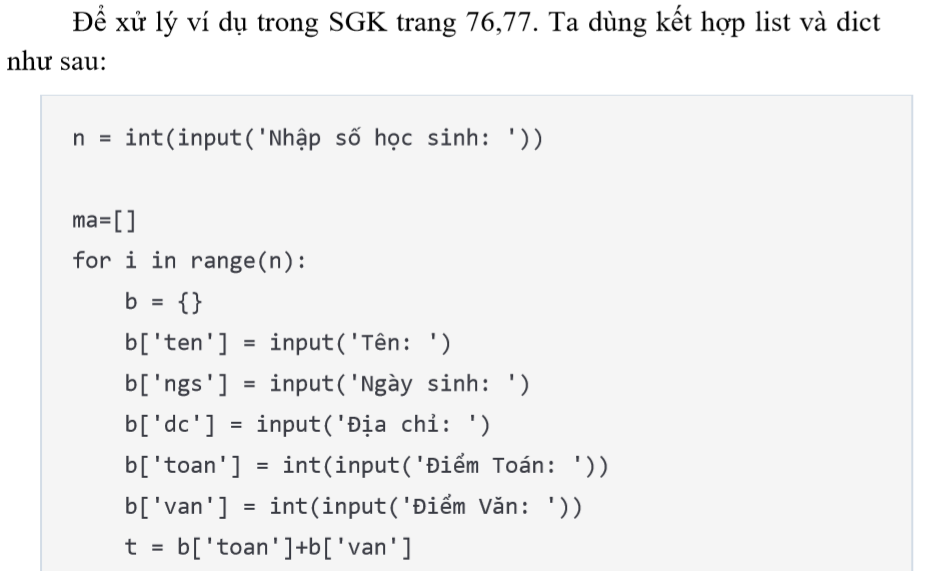 Để xử lý ví dụ trong SGK trang 76,77. Ta dùng kết hợp list và dict
như sau:
n = int(input('Nhập số học sinh: '))
ma=[]
for i in range(n):
    b = {}
    b['ten'] = input('Tên: ')
    b['ngs'] = input('Ngày sinh: ')
    b['dc'] = input('Địa chỉ: ')
    b['toan'] = int(input('Điểm Toán: '))
    b['van'] = int(input('Điểm Văn: '))
    t = b['toan']+b['van']